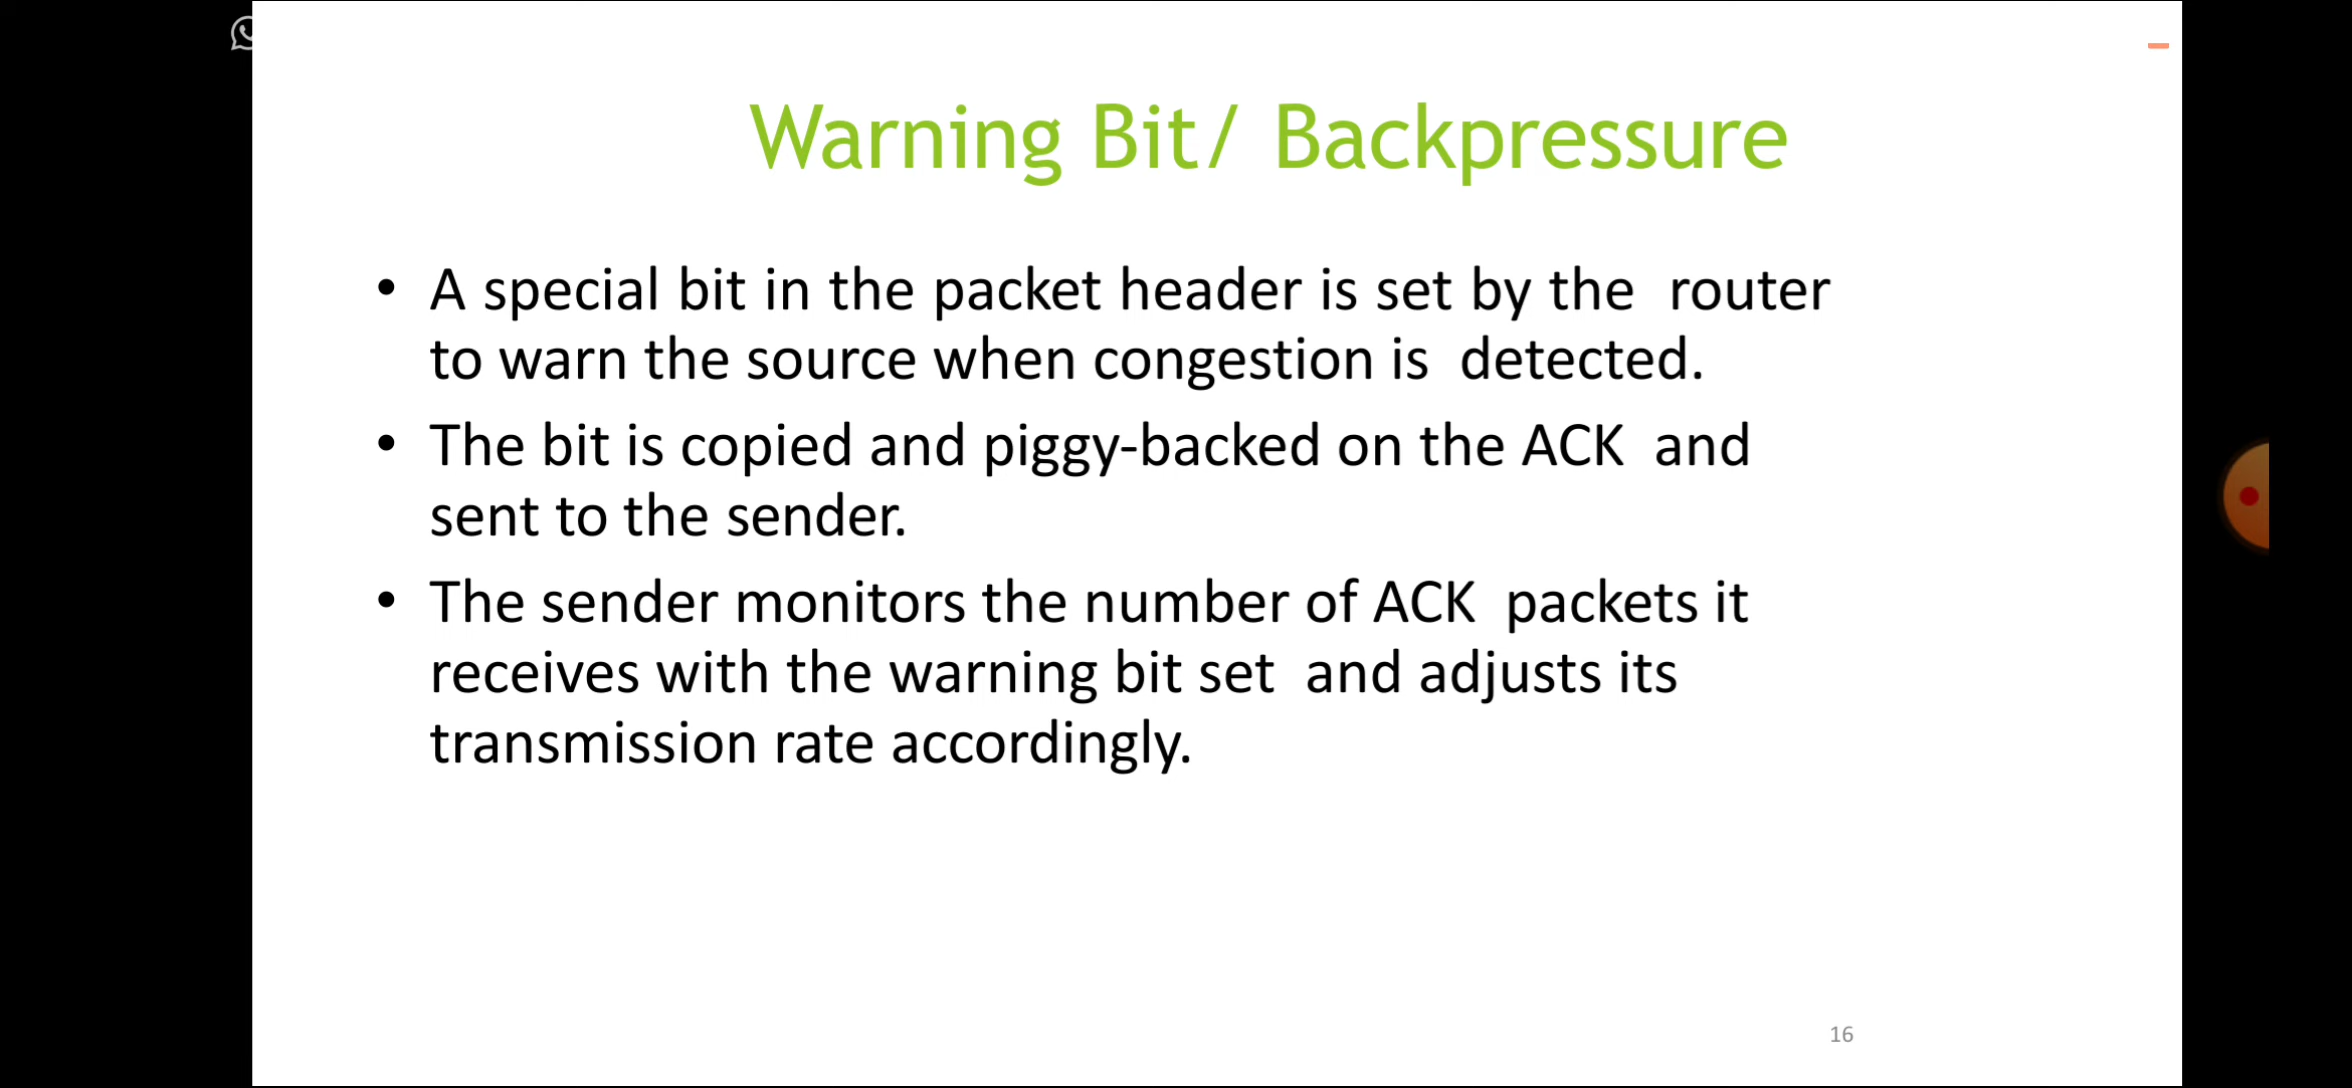 Warning Bit/ Backpressure
• A special bit in the packet header is set by the router
to warn the source when congestion is detected.
• The bit is copied and piggy-backed on the ACK and
sent to the sender.
• The sender monitors the number of ACK packets it
receives with the warning bit set and adjusts its
transmission rate accordingly.
16